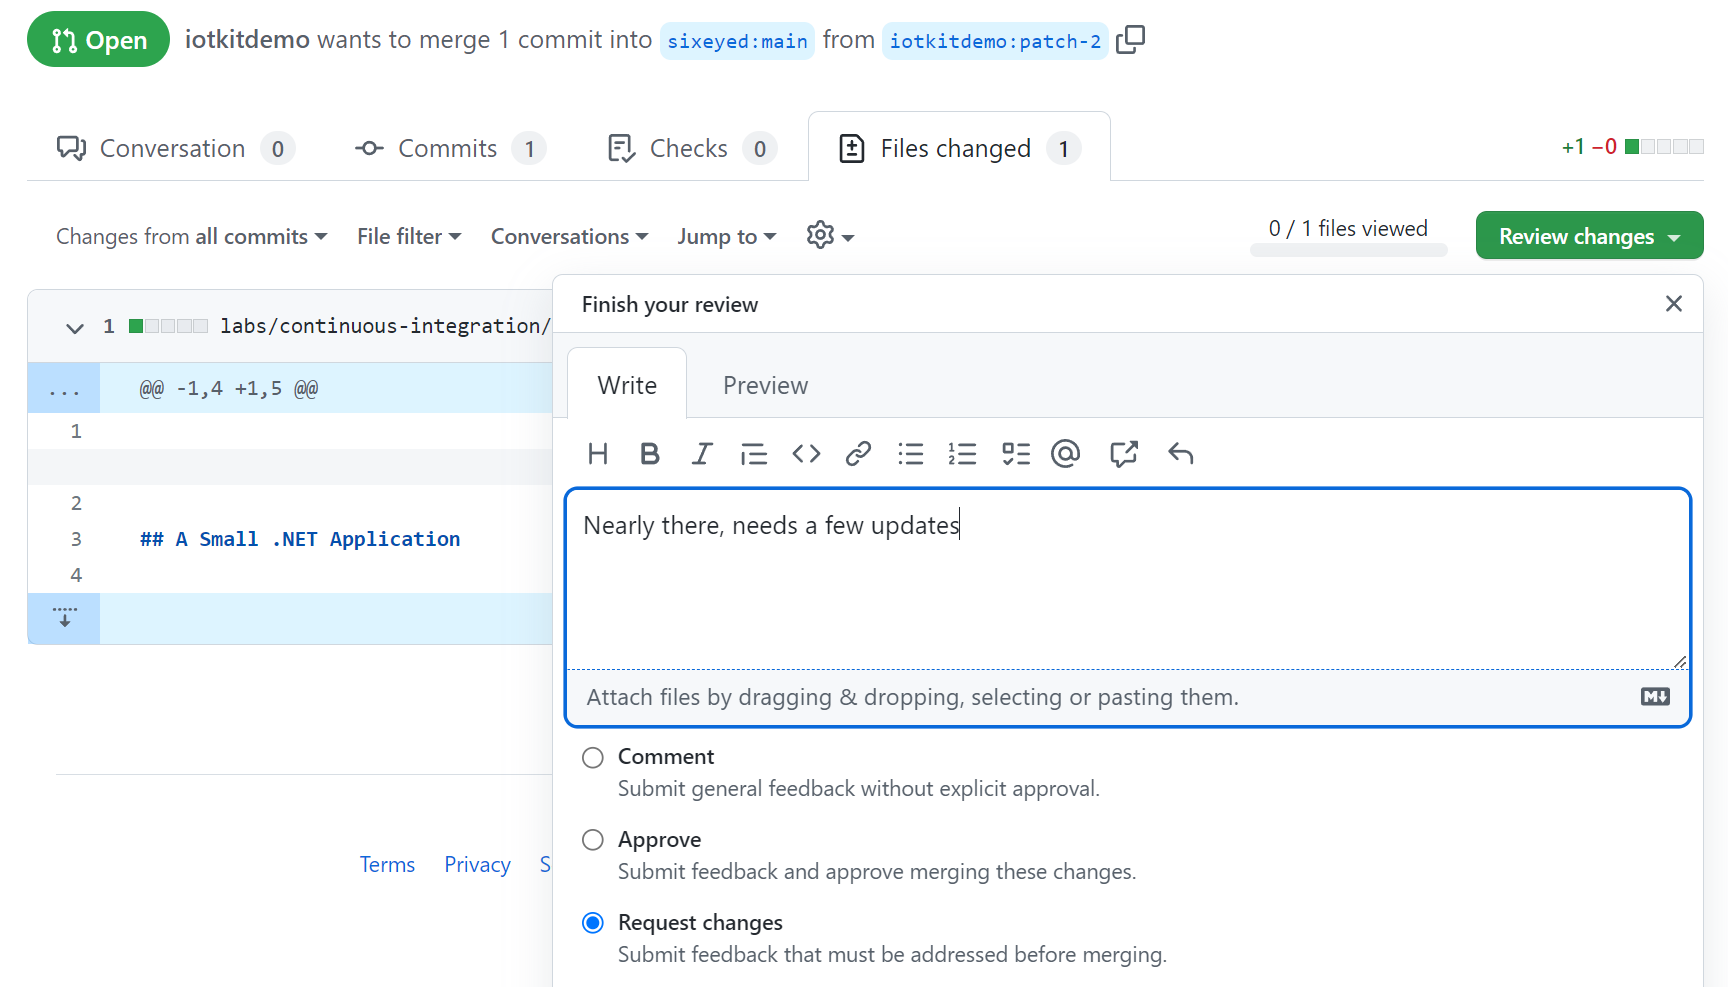 Open iotkitdemo wants to merge 1 commit into sixeyed:main from iotkitdemo:patch-2
Conversation 0 Commits 1 Checks 0 Files changed 1 +1 −0
Changes from all commits File filter Conversations Jump to 0 / 1 files viewed Review changes
Finish your review
1 labs/continuous-integration/
Write Preview
... @@ -1,4 +1,5 @@
1
H B I
Nearly there, needs a few updates
2
3 ## A Small .NET Application
4
Attach files by dragging & dropping, selecting or pasting them.
Comment
Submit general feedback without explicit approval.
Approve
Submit feedback and approve merging these changes.
Terms Privacy S
Request changes
Submit feedback that must be addressed before merging.